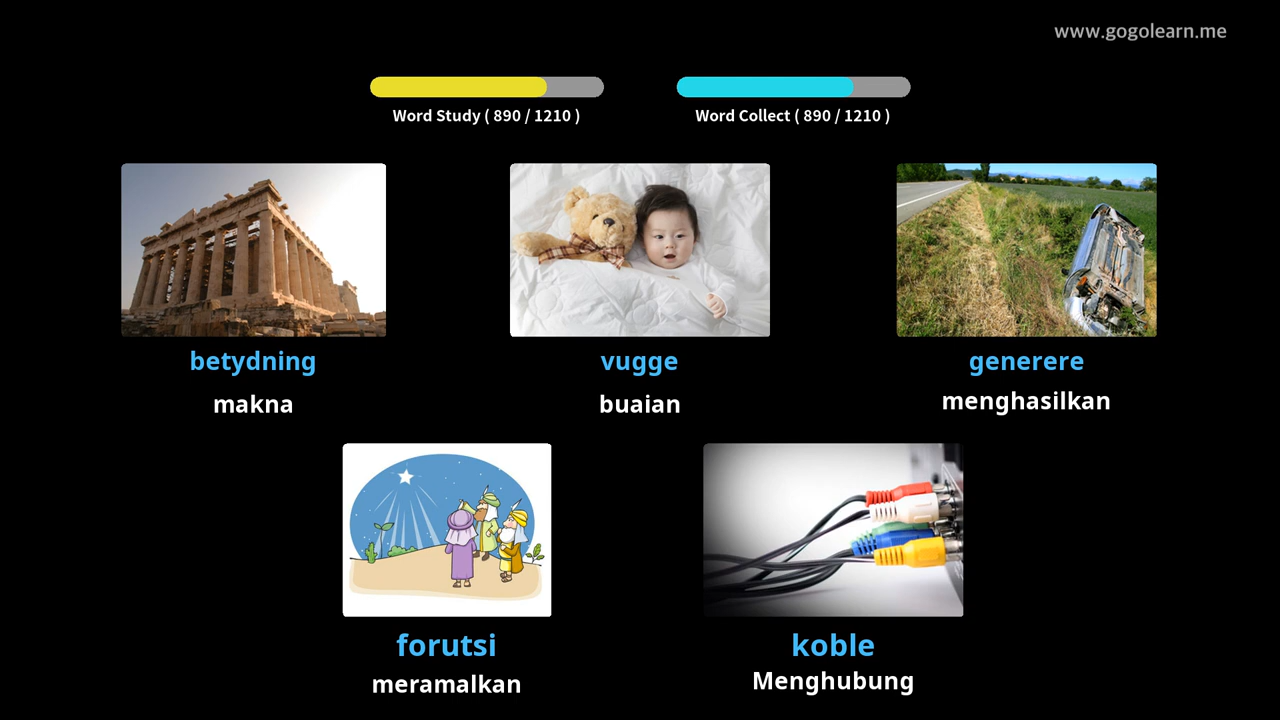 www.gogolearn.me
Word Study ( 890 / 1210 )
Word Collect ( 890 / 1210 )
betydning
makna
vugge
buaian
generere
menghasilkan
forutsi
meramalkan
koble
Menghubung